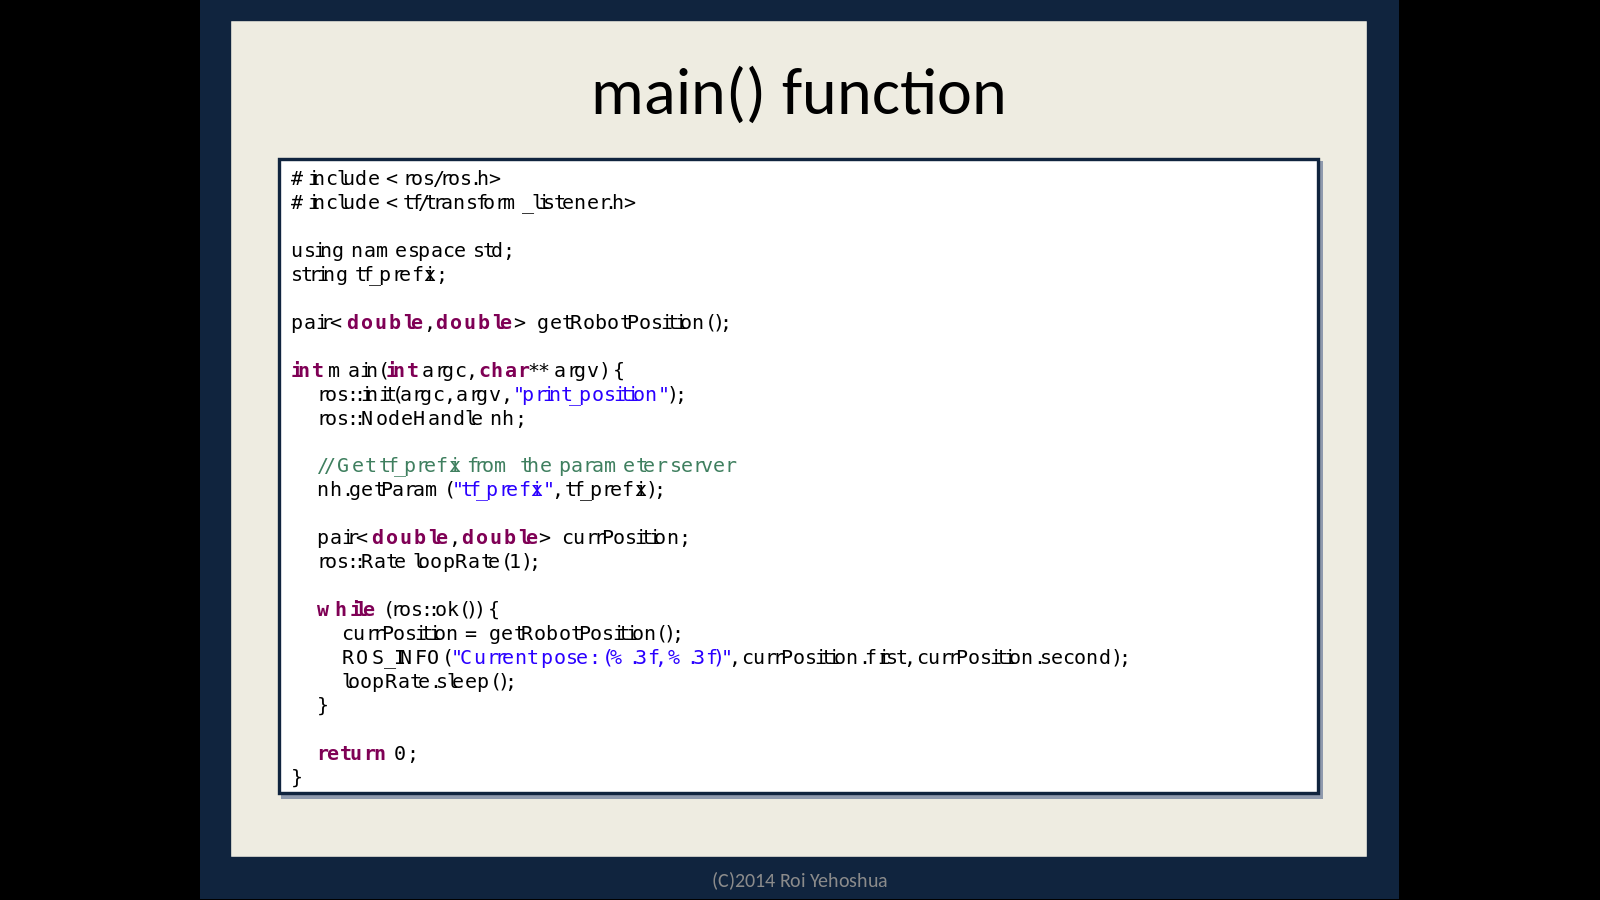 main() function
#include <ros/ros.h>
#include <tf/transform_listener.h>
using namespace std;
string tf_prefix;
pair<double,double> getRobotPosition();
int main(int argc, char** argv) {
ros::init(argc, argv, "print_position");
ros::NodeHandle nh;
// Get tf_prefix from the parameter server
nh.getParam("tf_prefix", tf_prefix);
pair<double,double> currPosition;
ros::Rate loopRate(1);
while (ros::ok()) {
currPosition = getRobotPosition();
ROS_INFO("Current pose: (%.3f, %.3f)", currPosition.first, currPosition.second);
loopRate.sleep();
}
return 0;
}
(C)2014 Roi Yehoshua